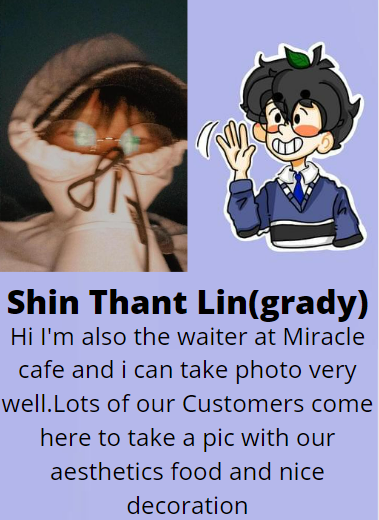 Shin Thant Lin(grady)
Hi I'm also the waiter at Miracle
cafe and i can take photo very
well.Lots of our Customers come
here to take a pic with our
aesthetics food and nice
decoration